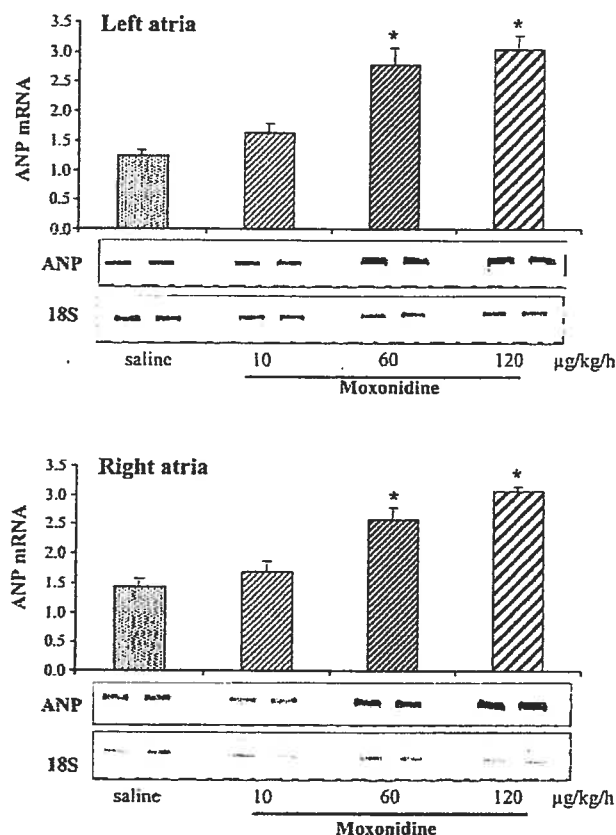 Left atria
ANP mRNA
3.5
3.0
2.5
2.0
1.5
1.0
0.5
0.0
*
*
ANP
18S
saline 10 60 120 µg/kg/h
Moxonidine
Right atria
ANP mRNA
3.5
3.0
2.5
2.0
1.5
1.0
0.5
0.0
*
*
ANP
18S
saline 10 60 120 µg/kg/h
Moxonidine